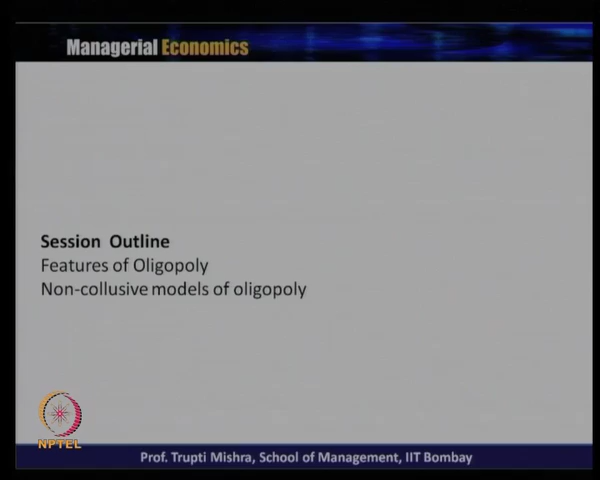 Managerial Economics
Session Outline
Features of Oligopoly
Non-collusive models of oligopoly
NPTEL
Prof. Trupti Mishra, School of Management, IIT Bombay